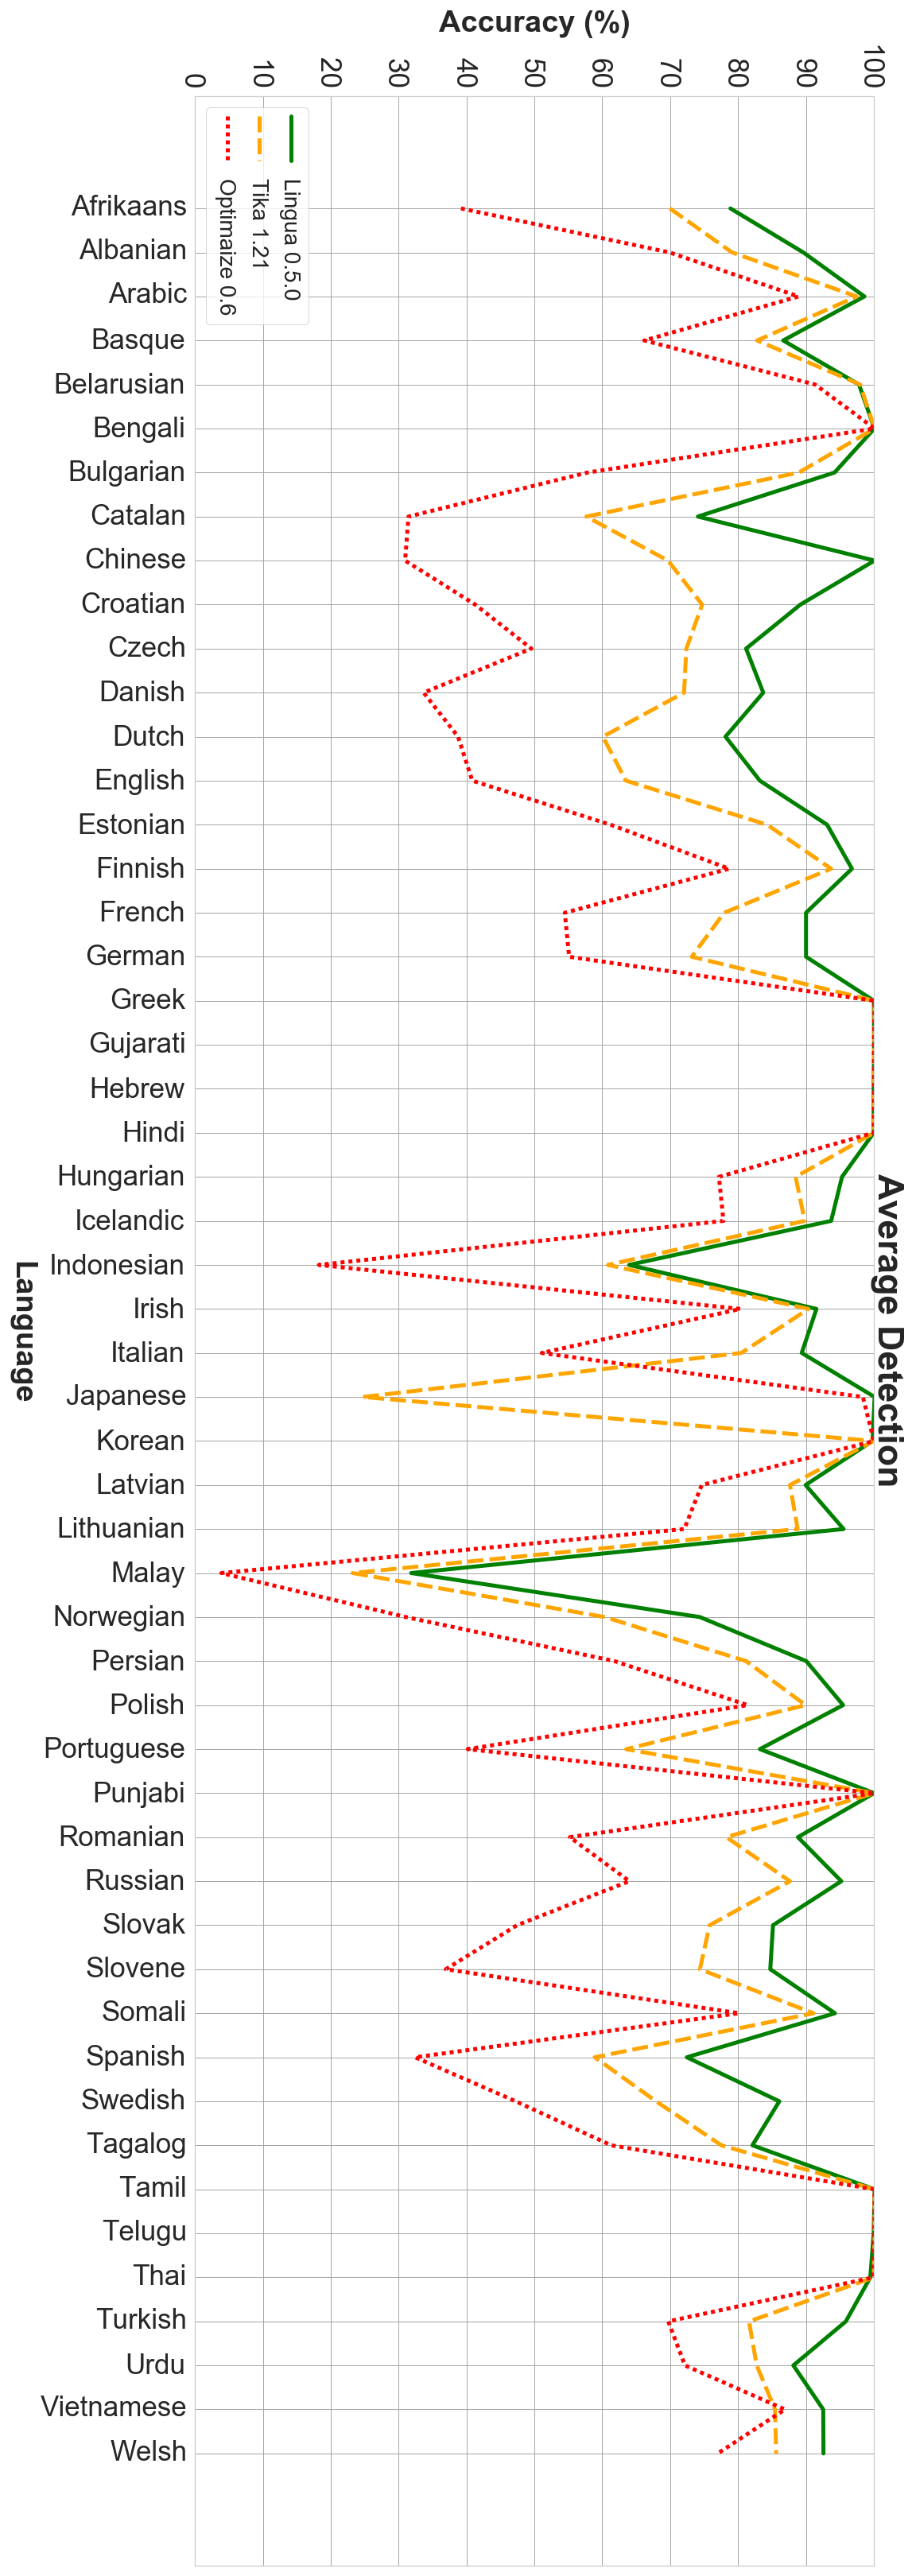 Average Detection
Accuracy (%)
0
10
20
30
40
50
60
70
80
90
100
Lingua 0.5.0
Tika 1.21
Optimaize 0.6
Afrikaans
Albanian
Arabic
Basque
Belarusian
Bengali
Bulgarian
Catalan
Chinese
Croatian
Czech
Danish
Dutch
English
Estonian
Finnish
French
German
Greek
Gujarati
Hebrew
Hindi
Hungarian
Icelandic
Indonesian
Irish
Italian
Japanese
Korean
Latvian
Lithuanian
Malay
Norwegian
Persian
Polish
Portuguese
Punjabi
Romanian
Russian
Slovak
Slovene
Somali
Spanish
Swedish
Tagalog
Tamil
Telugu
Thai
Turkish
Urdu
Vietnamese
Welsh
Language